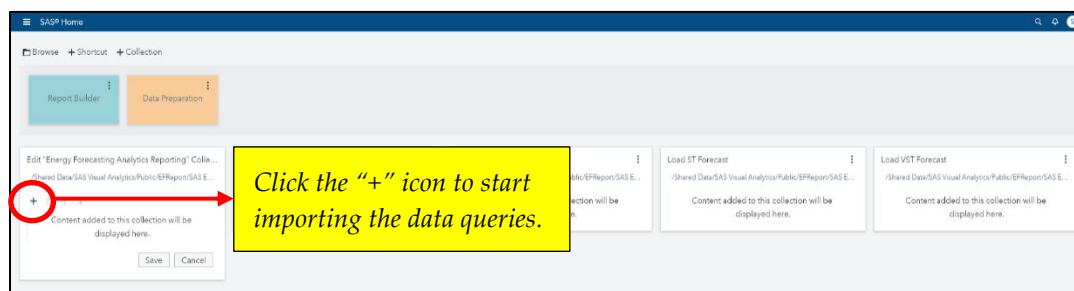 SAS® Home
Browse + Shortcut + Collection
Report Builder
Data Preparation
Edit "Energy Forecasting Analytics Reporting" Colle...
/Shared Data/SAS Visual Analytics/Public/EFReport/SAS E...
+
Content added to this collection will be
displayed here.
Save Cancel
Click the "+" icon to start
importing the data queries.
blic/EFReport/SAS E...
ection will be
e.
Load ST Forecast
/Shared Data/SAS Visual Analytics/Public/EFReport/SAS E...
Content added to this collection will be
displayed here.
Load VST Forecast
/Shared Data/SAS Visual Analytics/Public/EFReport/SAS E...
Content added to this collection will be
displayed here.